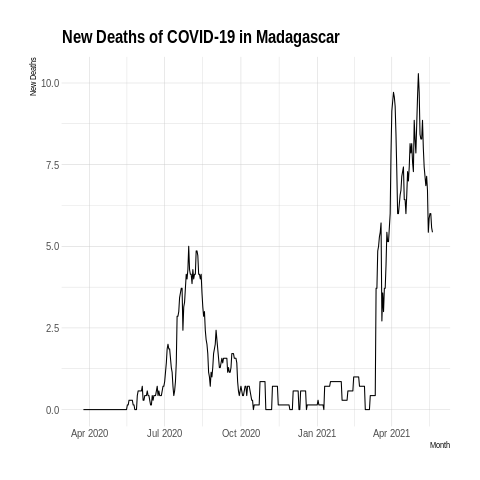 New Deaths of COVID-19 in Madagascar
New Deaths
10.0
7.5
5.0
2.5
0.0
Apr 2020 Jul 2020 Oct 2020 Jan 2021 Apr 2021
Month